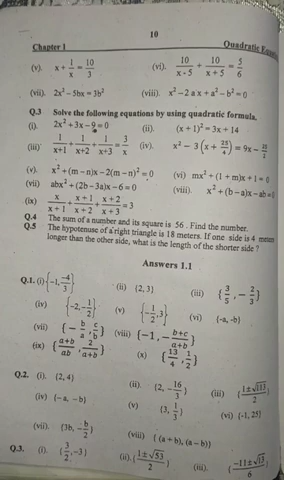 10
Chapter 1 Quadratic Equa
(v). x + 1/x = 10/3 (vi). 10/(x - 5) + 10/(x + 5) = 5/6
(vii). 2x² – 5bx = 3b² (viii). x² – 2ax + a² – b² = 0
Q.3 Solve the following equations by using quadratic formula.
(i). 2x² + 3x – 9 = 0 (ii) (x + 1)² = 3x + 14
(iii) 1/(x+1) + 1/(x+2) + 1/(x+3) = 3/x (iv). x² – 3(x + 25/4) = 9x –
(v). x² + (m – n)x – 2(m – n)² = 0 (vi) mx² + (1 + m)x + 1 = 0
(vii) abx² + (2b – 3a)x – 6 = 0 (viii). x² + (b – a)x – ab = 0
(ix) x/(x+1) + (x+1)/(x+2) + (x+2)/(x+3) = 3
Q.4 The sum of a number and its square is 56. Find the number.
Q.5 The hypotenuse of a right triangle is 18 meters. If one side is 4 meters
longer than the other side, what is the length of the shorter side ?
Answers 1.1
Q.1. (i) {-1, -4/3} (ii) {2, 3} (iii) {3/5, -2/3}
(iv) {-2, -1/2} (v) {1/2, 3} (vi) {-a, -b}
(vii) {-b/a, c/b} (viii) {-1, -(b+c)/(a+b)}
(ix) {(a+b)/ab, 2/(a+b)} (x) {13/4, 1/2}
Q.2. (i). {2, 4} (ii). {2, -16/3} (iii) {(1±√113)/2}
(iv) {-a, -b} (v) {3, 1/3} (vi) {-1, 25}
(vii). {3b, -b/2} (viii) {(a + b), (a – b)}
Q.3. (i). {3/2, -3} (ii). {(1±√53)/2} (iii). {(-11±√13)/6}